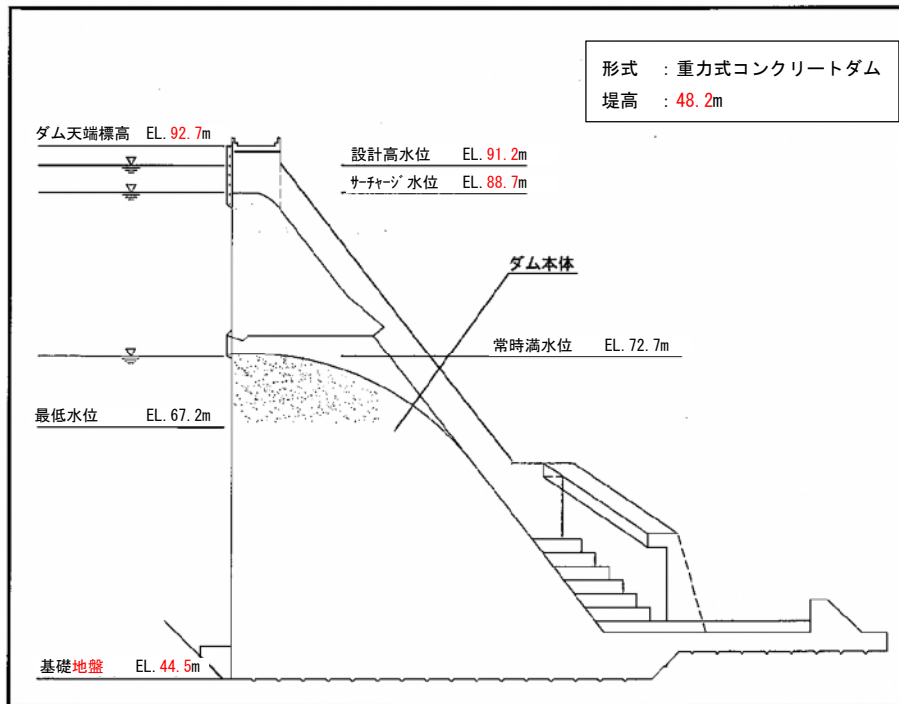 形式 ：重力式コンクリートダム
堤高 ：48.2m
ダム天端標高 EL.92.7m
設計高水位 EL.91.2m
サーチャージ水位 EL.88.7m
ダム本体
常時満水位 EL.72.7m
最低水位 EL.67.2m
基礎地盤 EL.44.5m